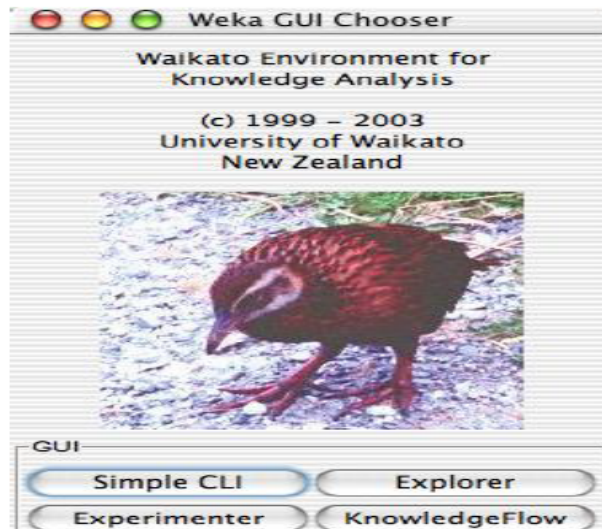 Weka GUI Chooser
Waikato Environment for
Knowledge Analysis
(c) 1999 – 2003
University of Waikato
New Zealand
GUI
Simple CLI
Explorer
Experimenter
KnowledgeFlow